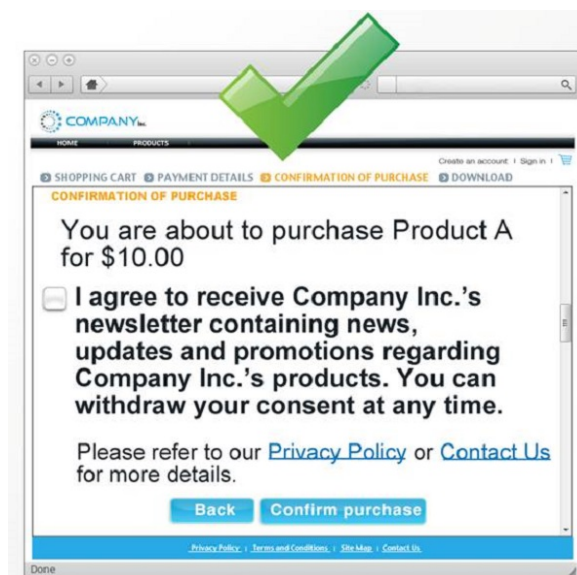 COMPANY Inc.
HOME PRODUCTS
Create an account | Sign in |
SHOPPING CART PAYMENT DETAILS CONFIRMATION OF PURCHASE DOWNLOAD
CONFIRMATION OF PURCHASE
You are about to purchase Product A
for $10.00
I agree to receive Company Inc.'s
newsletter containing news,
updates and promotions regarding
Company Inc.'s products. You can
withdraw your consent at any time.
Please refer to our Privacy Policy or Contact Us
for more details.
Back Confirm purchase
Privacy Policy | Terms and Conditions | Site Map | Contact Us
Done